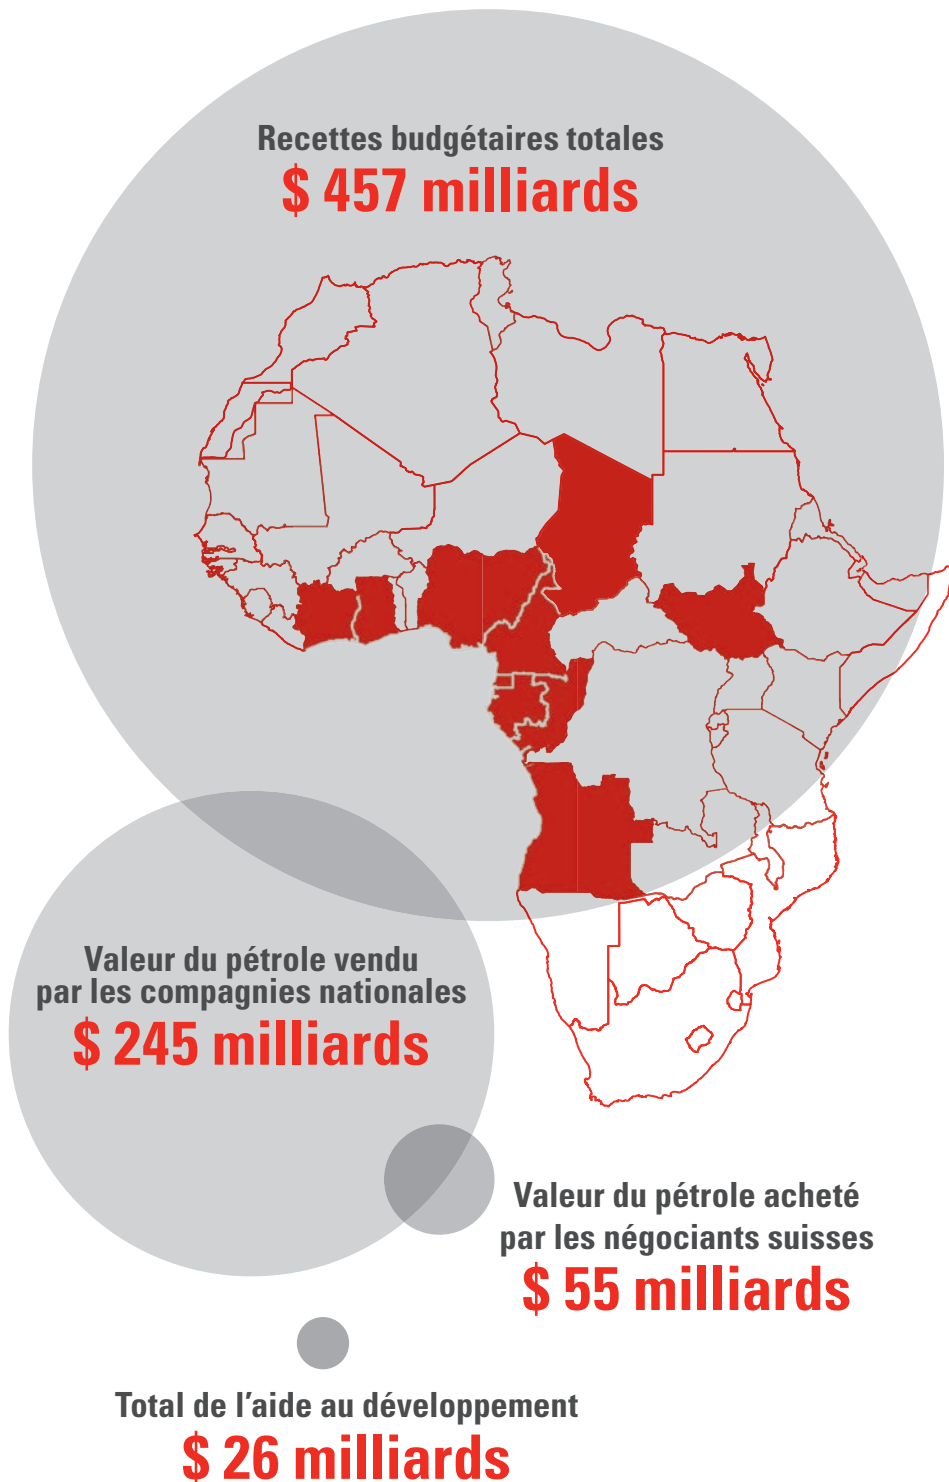 Recettes budgétaires totales
$ 457 milliards
Valeur du pétrole vendu
par les compagnies nationales
$ 245 milliards
Valeur du pétrole acheté
par les négociants suisses
$ 55 milliards
Total de l'aide au développement
$ 26 milliards